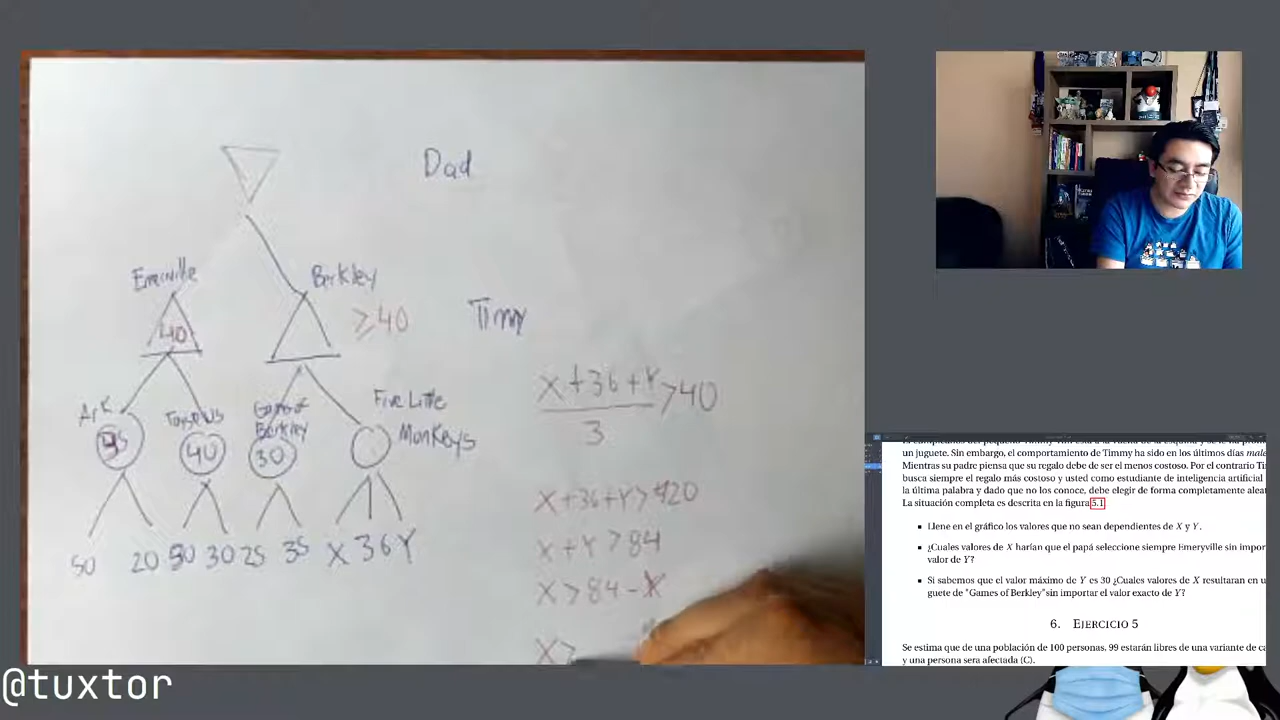 Dad
Emeryville
Berkley
40
≥40
Timy
Ark
Toys Us
Games of
Berkley
Five Little
Monkeys
40
30
50 20 50 30 25 35 X 36 Y
X+36+Y >40
3
X+36+Y>120
X+Y>84
X>84-
X>
un juguete. Sin embargo, el comportamiento de Timmy ha sido en los últimos días
Mientras su padre piensa que su regalo debe de ser el menos costoso. Por el contrario
busca siempre el regalo más costoso y usted como estudiante de inteligencia artificial
la última palabra y dado que no los conoce, debe elegir de forma completamente
La situación completa es descrita en la figura 5.1
▪ Llene en el gráfico los valores que no sean dependientes de X y Y.
▪ ¿Cuales valores de X harían que el papá seleccione siempre Emeryville sin impor
valor de Y?
▪ Si sabemos que el valor máximo de Y es 30 ¿Cuales valores de X resultaran en u
guete de "Games of Berkley"sin importar el valor exacto de Y?
6. EJERCICIO 5
Se estima que de una población de 100 personas, 99 estarán libres de una variante de
y una persona sera afectada (C).
@tuxtor